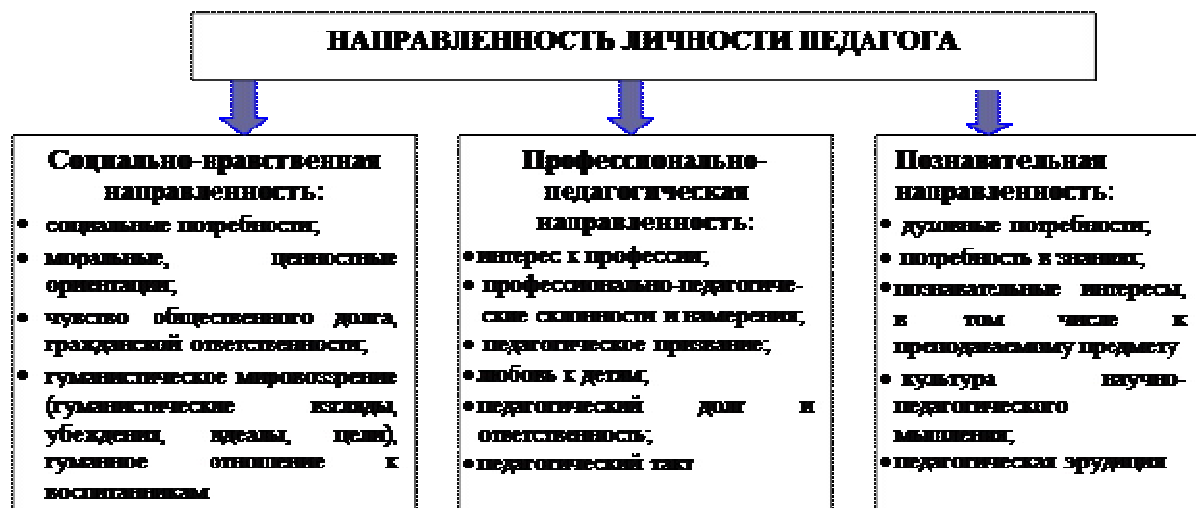 НАПРАВЛЕННОСТЬ ЛИЧНОСТИ ПЕДАГОГА
Социально-нравственная
направленность:
• социальные потребности;
• моральные, ценностные
ориентации;
• чувство общественного долга,
гражданской ответственности;
• гуманистическое мировоззрение
(гуманистические взгляды,
убеждения, идеалы, цели),
гуманное отношение к
воспитанникам
Профессионально-
педагогическая
направленность:
• интерес к профессии;
• профессионально-педагогиче-
ские склонности и намерения;
• педагогическое призвание;
• любовь к детям;
• педагогический долг и
ответственность;
• педагогический такт
Познавательная
направленность:
• духовные потребности;
• потребность в знаниях;
• познавательные интересы,
в том числе к
преподаваемому предмету
• культура научно-
педагогического
мышления;
• педагогическая эрудиция